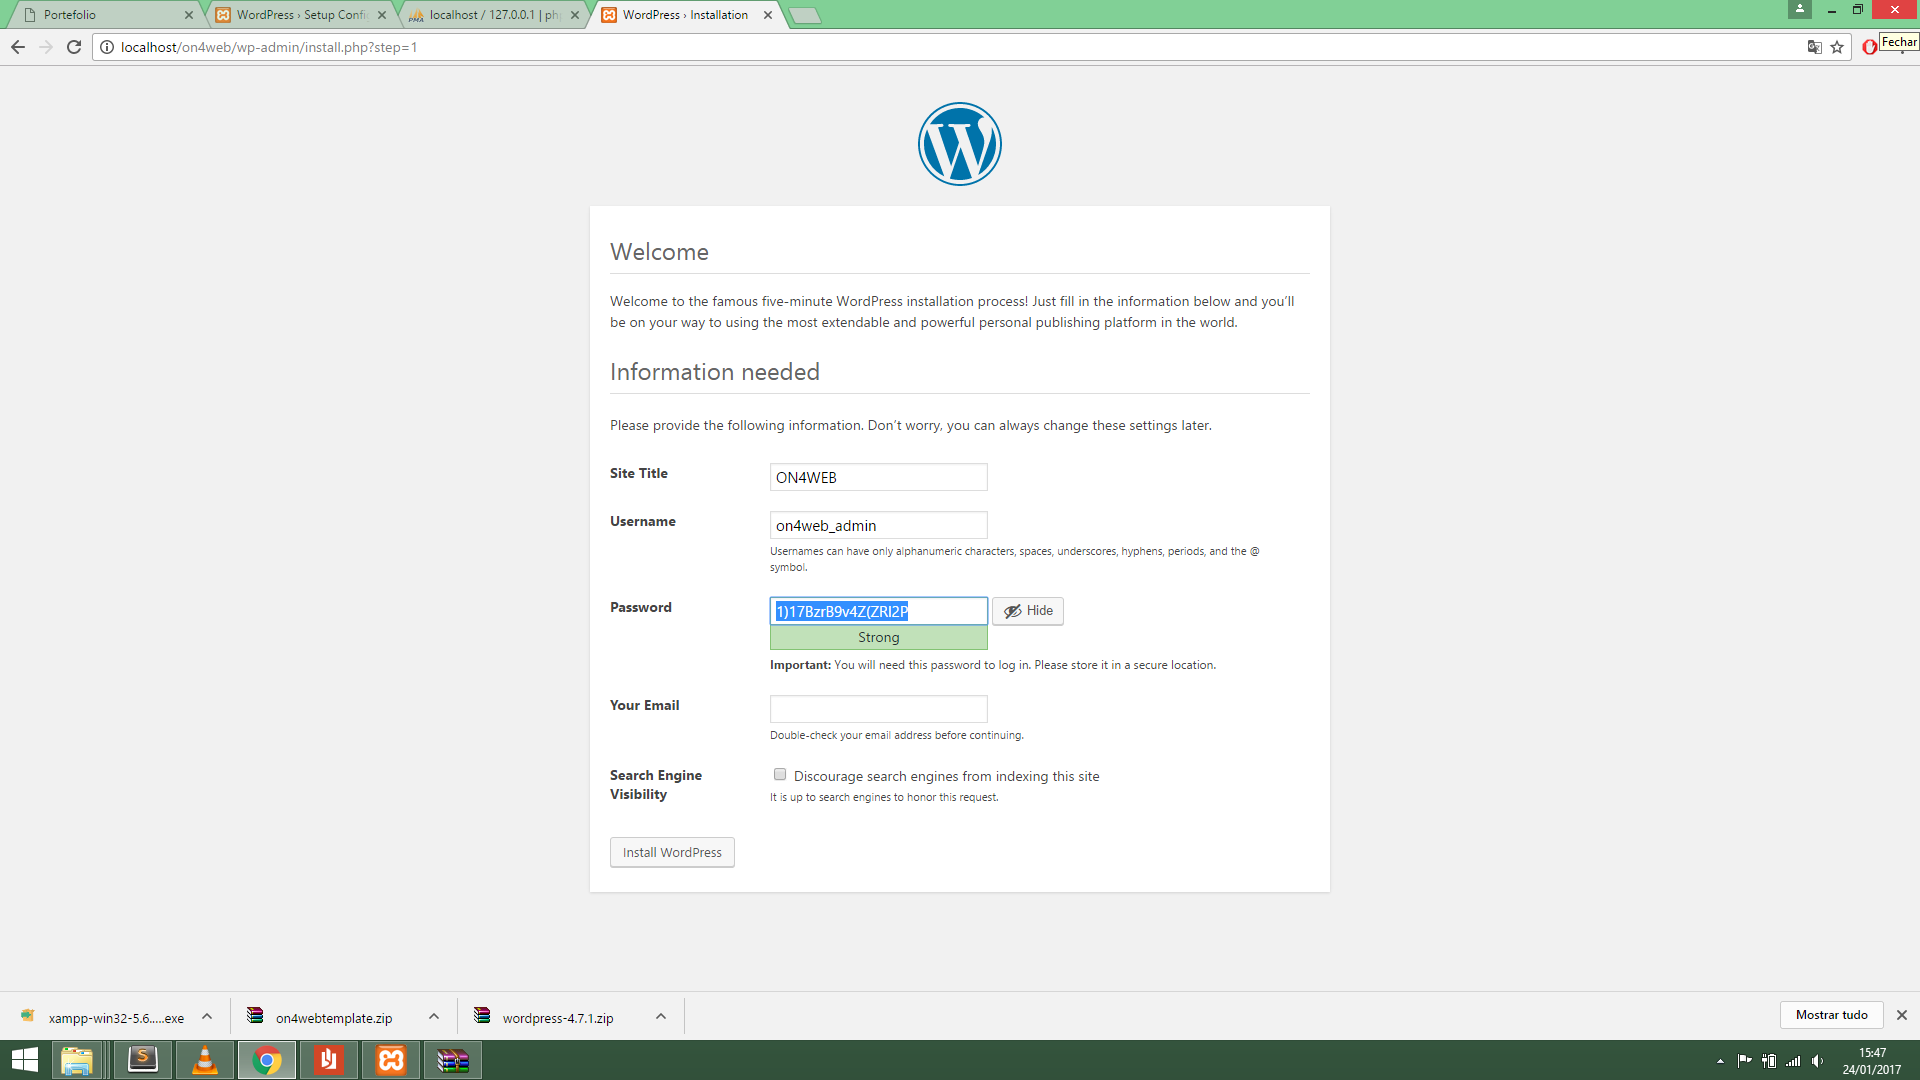 Portefolio
WordPress › Setup Confi
localhost / 127.0.0.1 | ph
WordPress › Installation
localhost/on4web/wp-admin/install.php?step=1
Fechar
Welcome
Welcome to the famous five-minute WordPress installation process! Just fill in the information below and you’ll
be on your way to using the most extendable and powerful personal publishing platform in the world.
Information needed
Please provide the following information. Don’t worry, you can always change these settings later.
Site Title
ON4WEB
Username
on4web_admin
Usernames can have only alphanumeric characters, spaces, underscores, hyphens, periods, and the @
symbol.
Password
1)17BzrB9v4Z(ZRl2P
Hide
Strong
Important: You will need this password to log in. Please store it in a secure location.
Your Email
Double-check your email address before continuing.
Search Engine
Visibility
Discourage search engines from indexing this site
It is up to search engines to honor this request.
Install WordPress
xampp-win32-5.6.....exe
on4webtemplate.zip
wordpress-4.7.1.zip
Mostrar tudo
15:47
24/01/2017